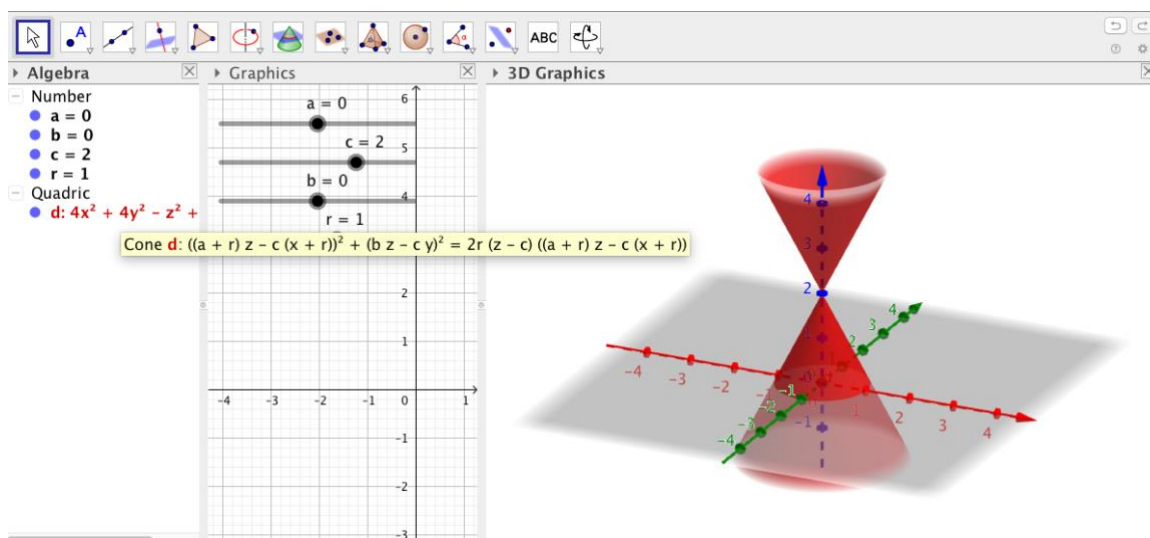 ABC
Algebra
Graphics
3D Graphics
Number
a = 0
b = 0
c = 2
r = 1
Quadric
d: 4x² + 4y² − z² +
a = 0
c = 2
b = 0
r = 1
Cone d: ((a + r) z − c (x + r))² + (b z − c y)² = 2r (z − c) ((a + r) z − c (x + r))
6
5
4
2
1
0
−1
−2
−3
−4
−3
−2
−1
1
4
3
2
1
−1
−4
−3
−2
1
2
3
4
−4
−3
−2
−1
2
3
4